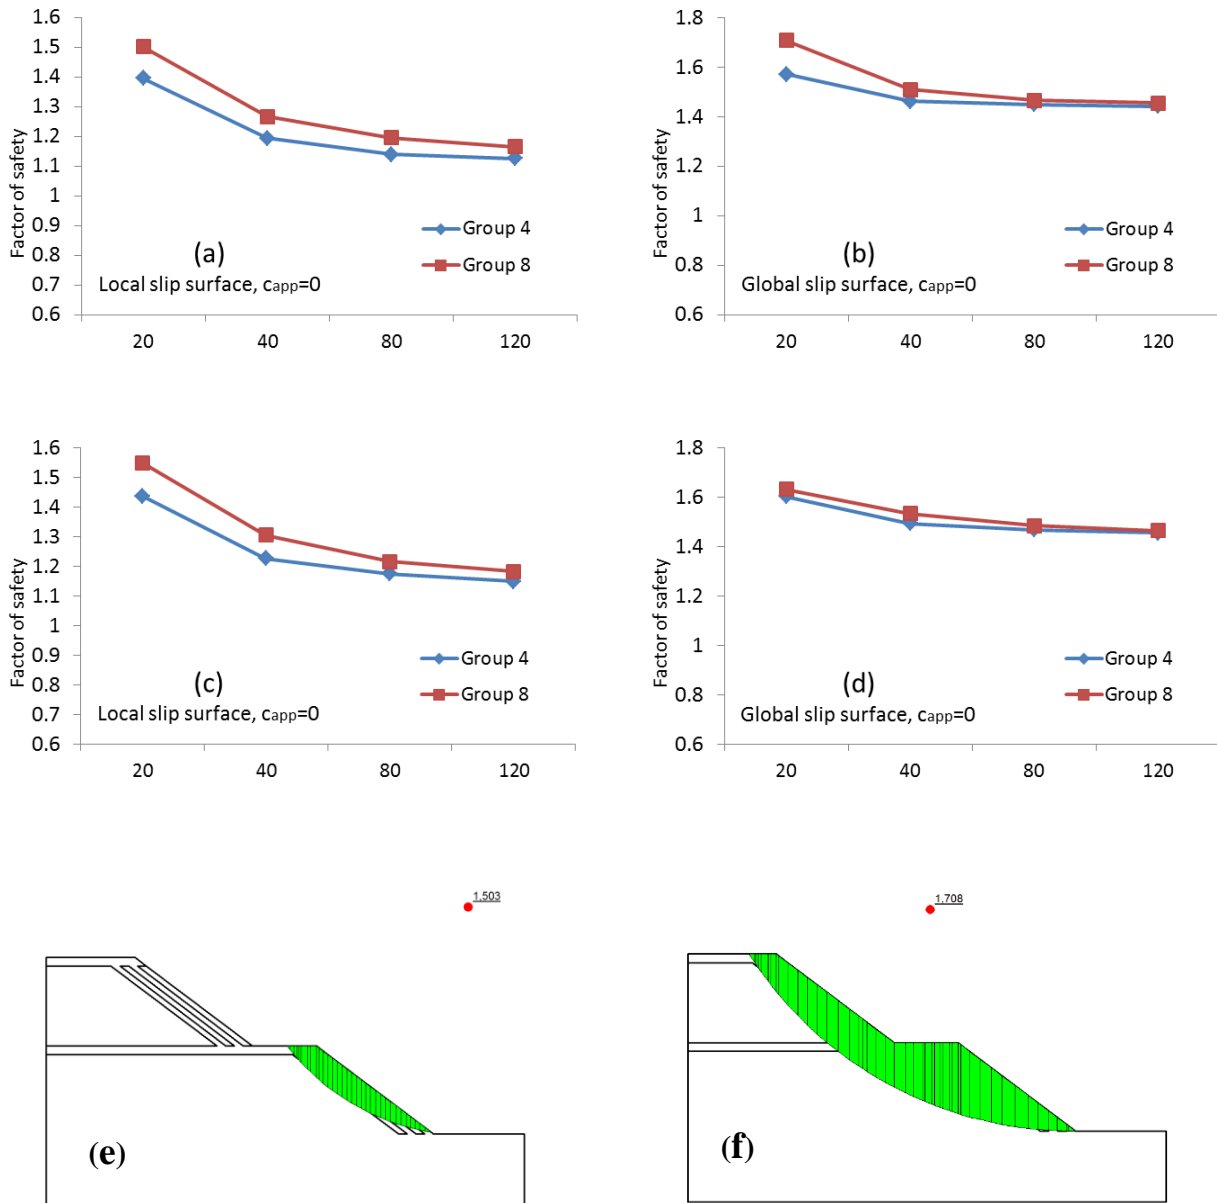 1.6
1.5
1.4
1.3
1.2
1.1
1
0.9
0.8
0.7
0.6
Factor of safety
(a)
Local slip surface, capp=0
Group 4
Group 8
20 40 80 120
1.8
1.6
1.4
1.2
1
0.8
0.6
Factor of safety
(b)
Global slip surface, capp=0
Group 4
Group 8
20 40 80 120
1.6
1.5
1.4
1.3
1.2
1.1
1
0.9
0.8
0.7
0.6
Factor of safety
(c)
Local slip surface, capp=0
Group 4
Group 8
20 40 80 120
1.8
1.6
1.4
1.2
1
0.8
0.6
Factor of safety
(d)
Global slip surface, capp=0
Group 4
Group 8
20 40 80 120
1.503
(e)
1.708
(f)